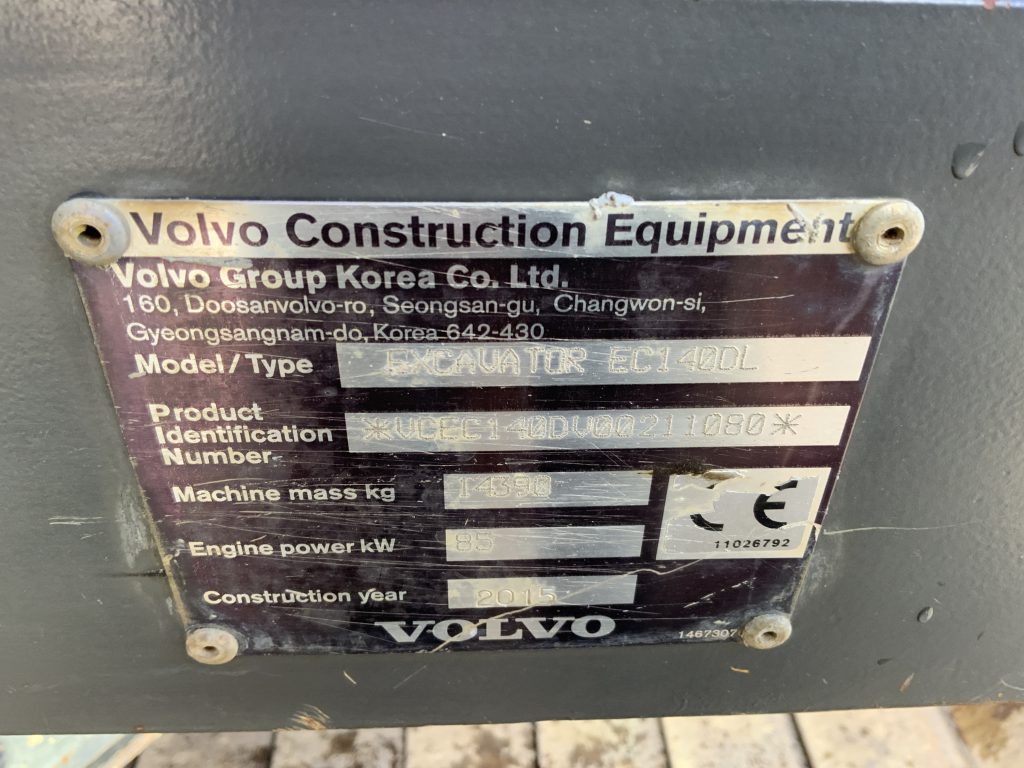 Volvo Construction Equipment
Volvo Group Korea Co. Ltd.
160, Doosanvolvo-ro, Seongsan-gu, Changwon-si,
Gyeongsangnam-do, Korea 642-430
Model/Type EXCAVATOR EC140DL
Product
Identification
Number
*VCEC140DV00211080*
Machine mass kg 14390
CE
11026792
Engine power kW 85
Construction year 2015
VOLVO